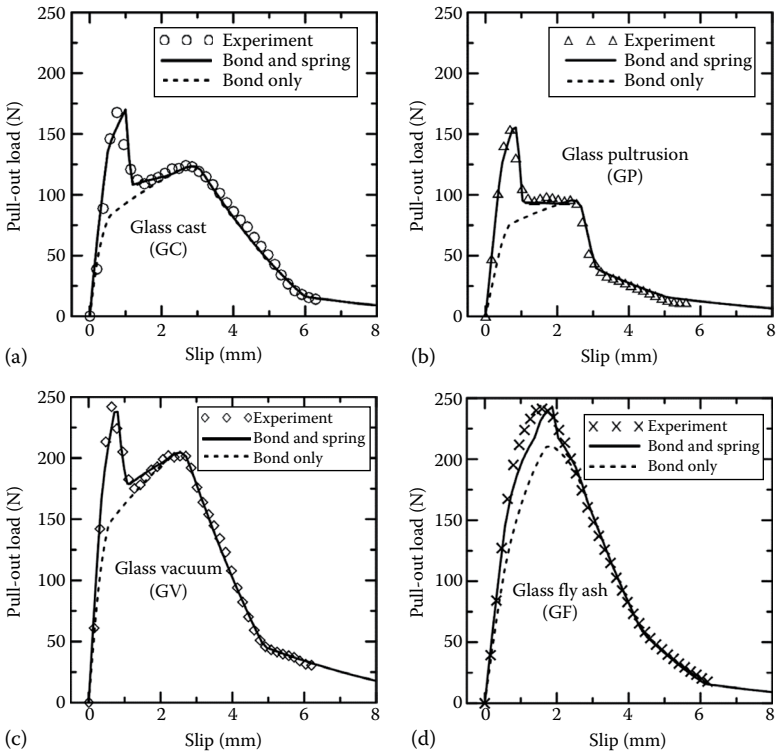 250
200
150
100
50
0
Pull-out load (N)
Experiment
Bond and spring
Bond only
Glass cast
(GC)
0
2
4
6
8
Slip (mm)
(a)
250
200
150
100
50
0
Pull-out load (N)
Experiment
Bond and spring
Bond only
Glass pultrusion
(GP)
0
2
4
6
8
Slip (mm)
(b)
250
200
150
100
50
0
Pull-out load (N)
Experiment
Bond and spring
Bond only
Glass vacuum
(GV)
0
2
4
6
8
Slip (mm)
(c)
250
200
150
100
50
0
Pull-out load (N)
Experiment
Bond and spring
Bond only
Glass fly ash
(GF)
0
2
4
6
8
Slip (mm)
(d)